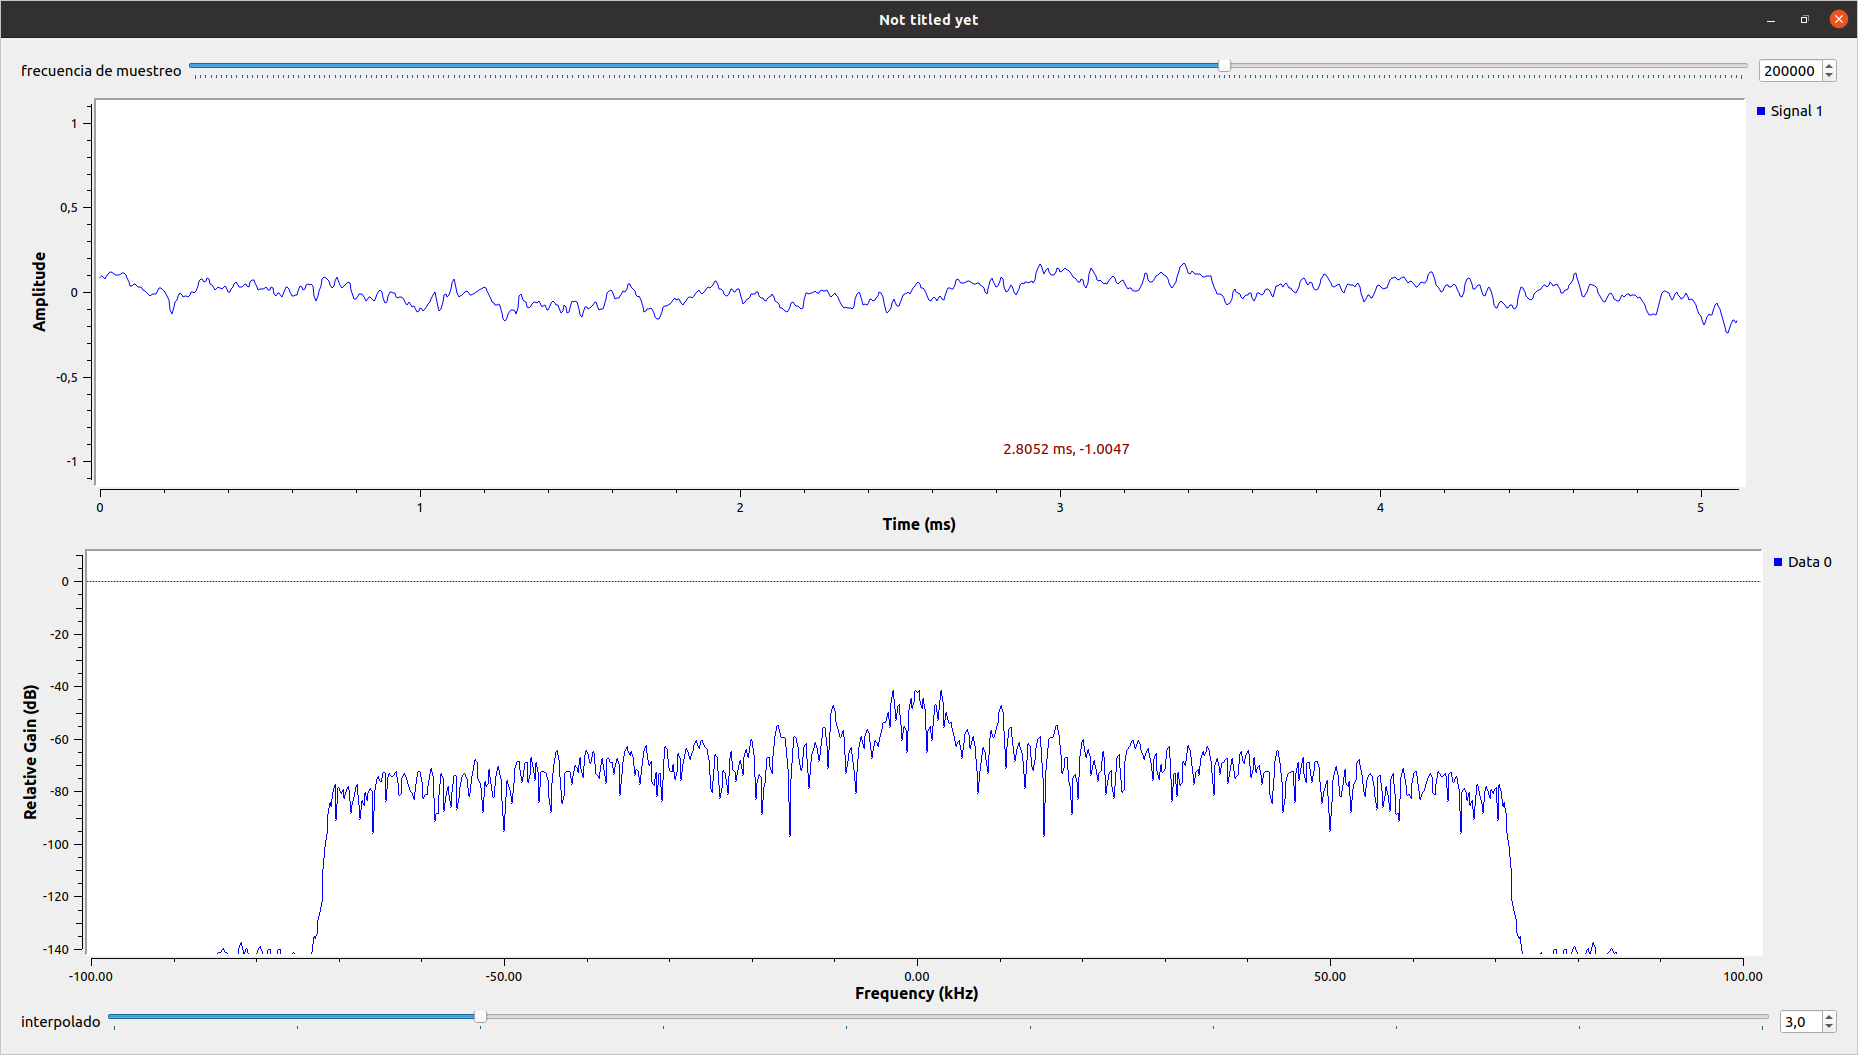 Not titled yet
frecuencia de muestreo
200000
Signal 1
1
0,5
0
-0,5
-1
Amplitude
2.8052 ms, -1.0047
0 1 2 3 4 5
Time (ms)
Data 0
0
-20
-40
-60
-80
-100
-120
-140
Relative Gain (dB)
-100.00 -50.00 0.00 50.00 100.00
Frequency (kHz)
interpolado
3,0